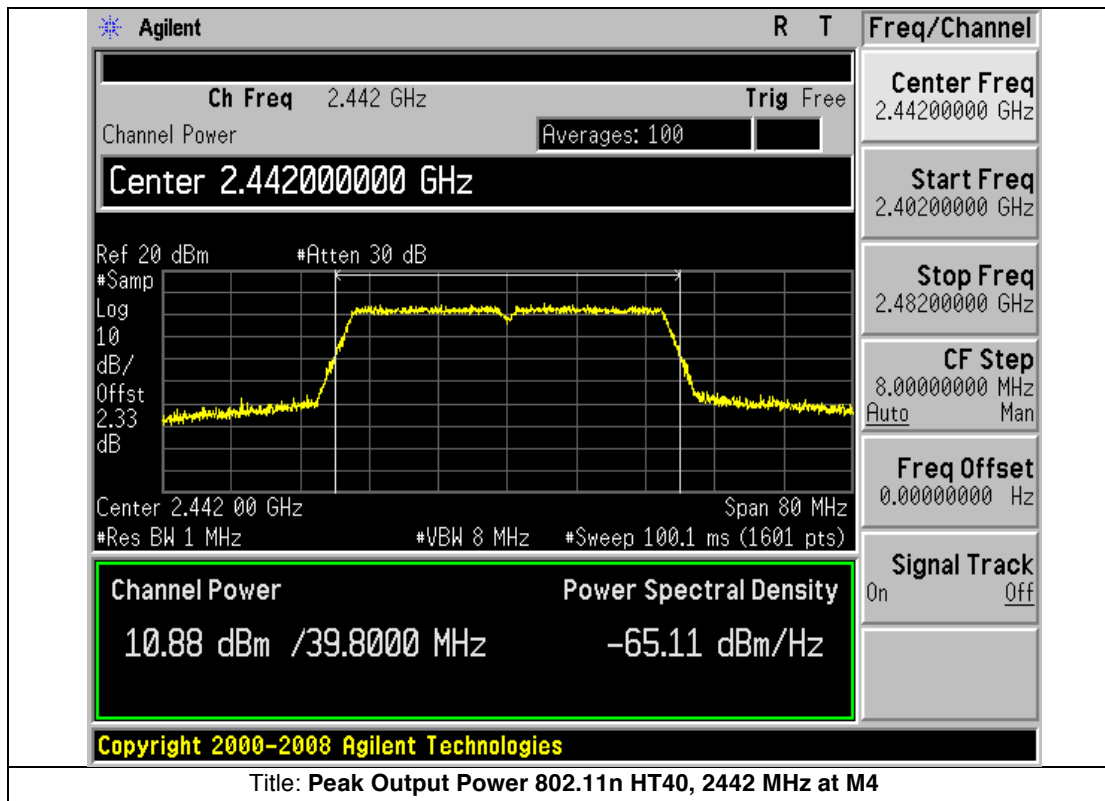 Agilent R T
Ch Freq 2.442 GHz Trig Free
Channel Power Averages: 100
Center 2.442000000 GHz
Ref 20 dBm #Atten 30 dB
#Samp
Log
10
dB/
Offst
2.33
dB
Center 2.442 00 GHz Span 80 MHz
#Res BW 1 MHz #VBW 8 MHz #Sweep 100.1 ms (1601 pts)
Channel Power Power Spectral Density
10.88 dBm /39.8000 MHz -65.11 dBm/Hz
Copyright 2000-2008 Agilent Technologies
Freq/Channel
Center Freq
2.44200000 GHz
Start Freq
2.40200000 GHz
Stop Freq
2.48200000 GHz
CF Step
8.00000000 MHz
Auto Man
Freq Offset
0.00000000 Hz
Signal Track
On Off
Title: Peak Output Power 802.11n HT40, 2442 MHz at M4